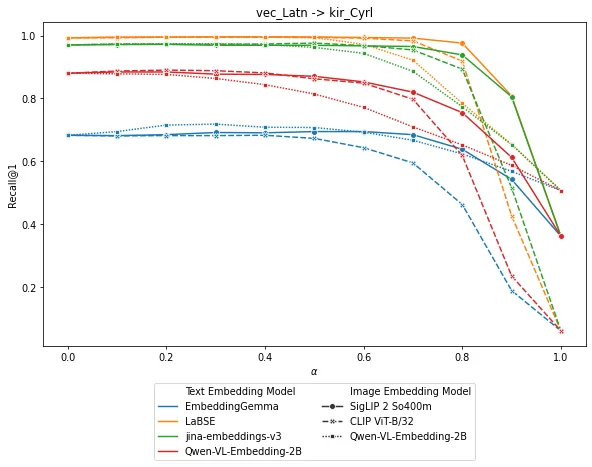 vec_Latn -> kir_Cyrl
Recall@1
1.0
0.8
0.6
0.4
0.2
0.0 0.2 0.4 0.6 0.8 1.0
α
Text Embedding Model Image Embedding Model
EmbeddingGemma SigLIP 2 So400m
LaBSE CLIP ViT-B/32
jina-embeddings-v3 Qwen-VL-Embedding-2B
Qwen-VL-Embedding-2B